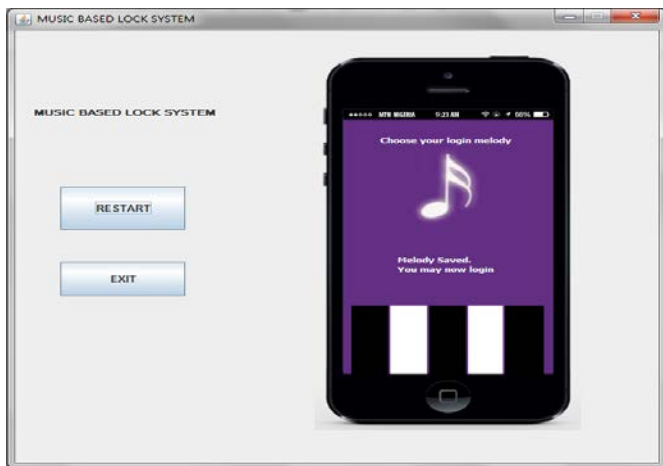 MUSIC BASED LOCK SYSTEM
MUSIC BASED LOCK SYSTEM
RESTART
EXIT
MTN NIGERIA 9:23 AM 66%
Choose your login melody
Melody Saved.
You may now login